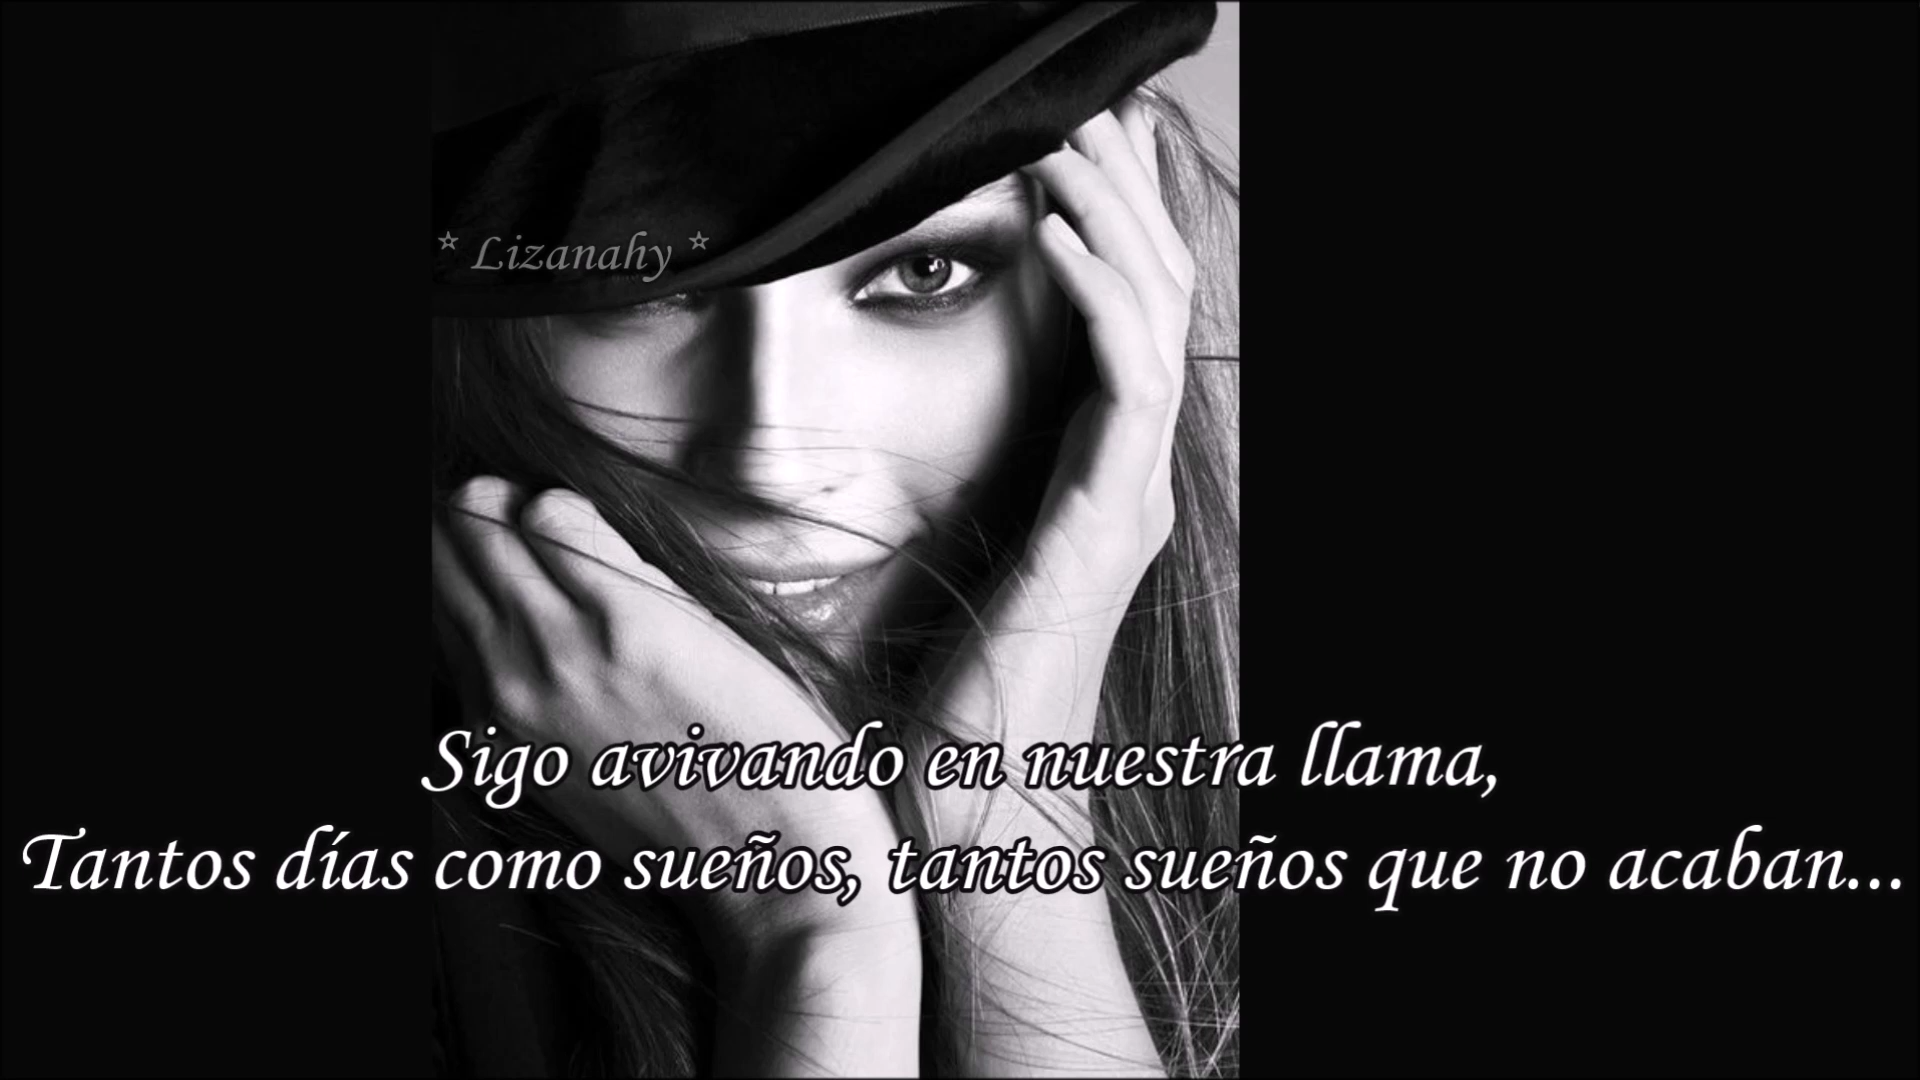 * Lizanahy *
Sigo avivando en nuestra llama,
Tantos días como sueños, tantos sueños que no acaban...